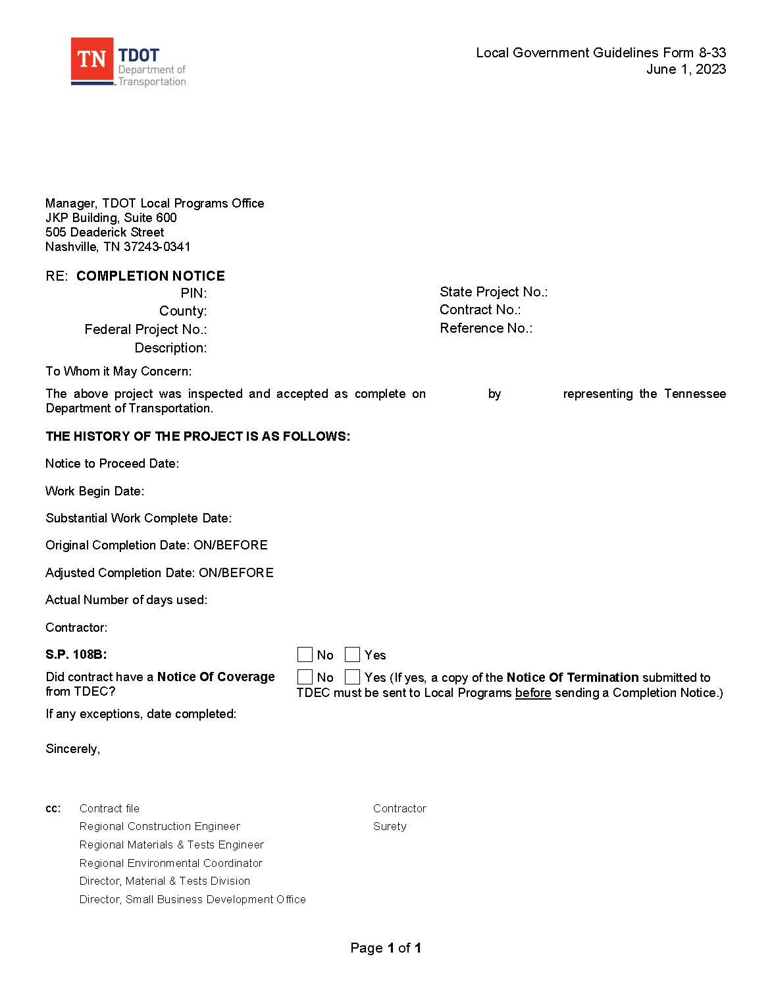 TN TDOT
Department of
Transportation
Local Government Guidelines Form 8-33
June 1, 2023
Manager, TDOT Local Programs Office
JKP Building, Suite 600
505 Deaderick Street
Nashville, TN 37243-0341
RE: COMPLETION NOTICE
PIN:
State Project No.:
County:
Contract No.:
Federal Project No.:
Reference No.:
Description:
To Whom it May Concern:
The above project was inspected and accepted as complete on by representing the Tennessee
Department of Transportation.
THE HISTORY OF THE PROJECT IS AS FOLLOWS:
Notice to Proceed Date:
Work Begin Date:
Substantial Work Complete Date:
Original Completion Date: ON/BEFORE
Adjusted Completion Date: ON/BEFORE
Actual Number of days used:
Contractor:
S.P. 108B: No Yes
Did contract have a Notice Of Coverage
from TDEC?
No Yes (If yes, a copy of the Notice Of Termination submitted to
TDEC must be sent to Local Programs before sending a Completion Notice.)
If any exceptions, date completed:
Sincerely,
cc: Contract file
Contractor
Regional Construction Engineer
Surety
Regional Materials & Tests Engineer
Regional Environmental Coordinator
Director, Material & Tests Division
Director, Small Business Development Office
Page 1 of 1